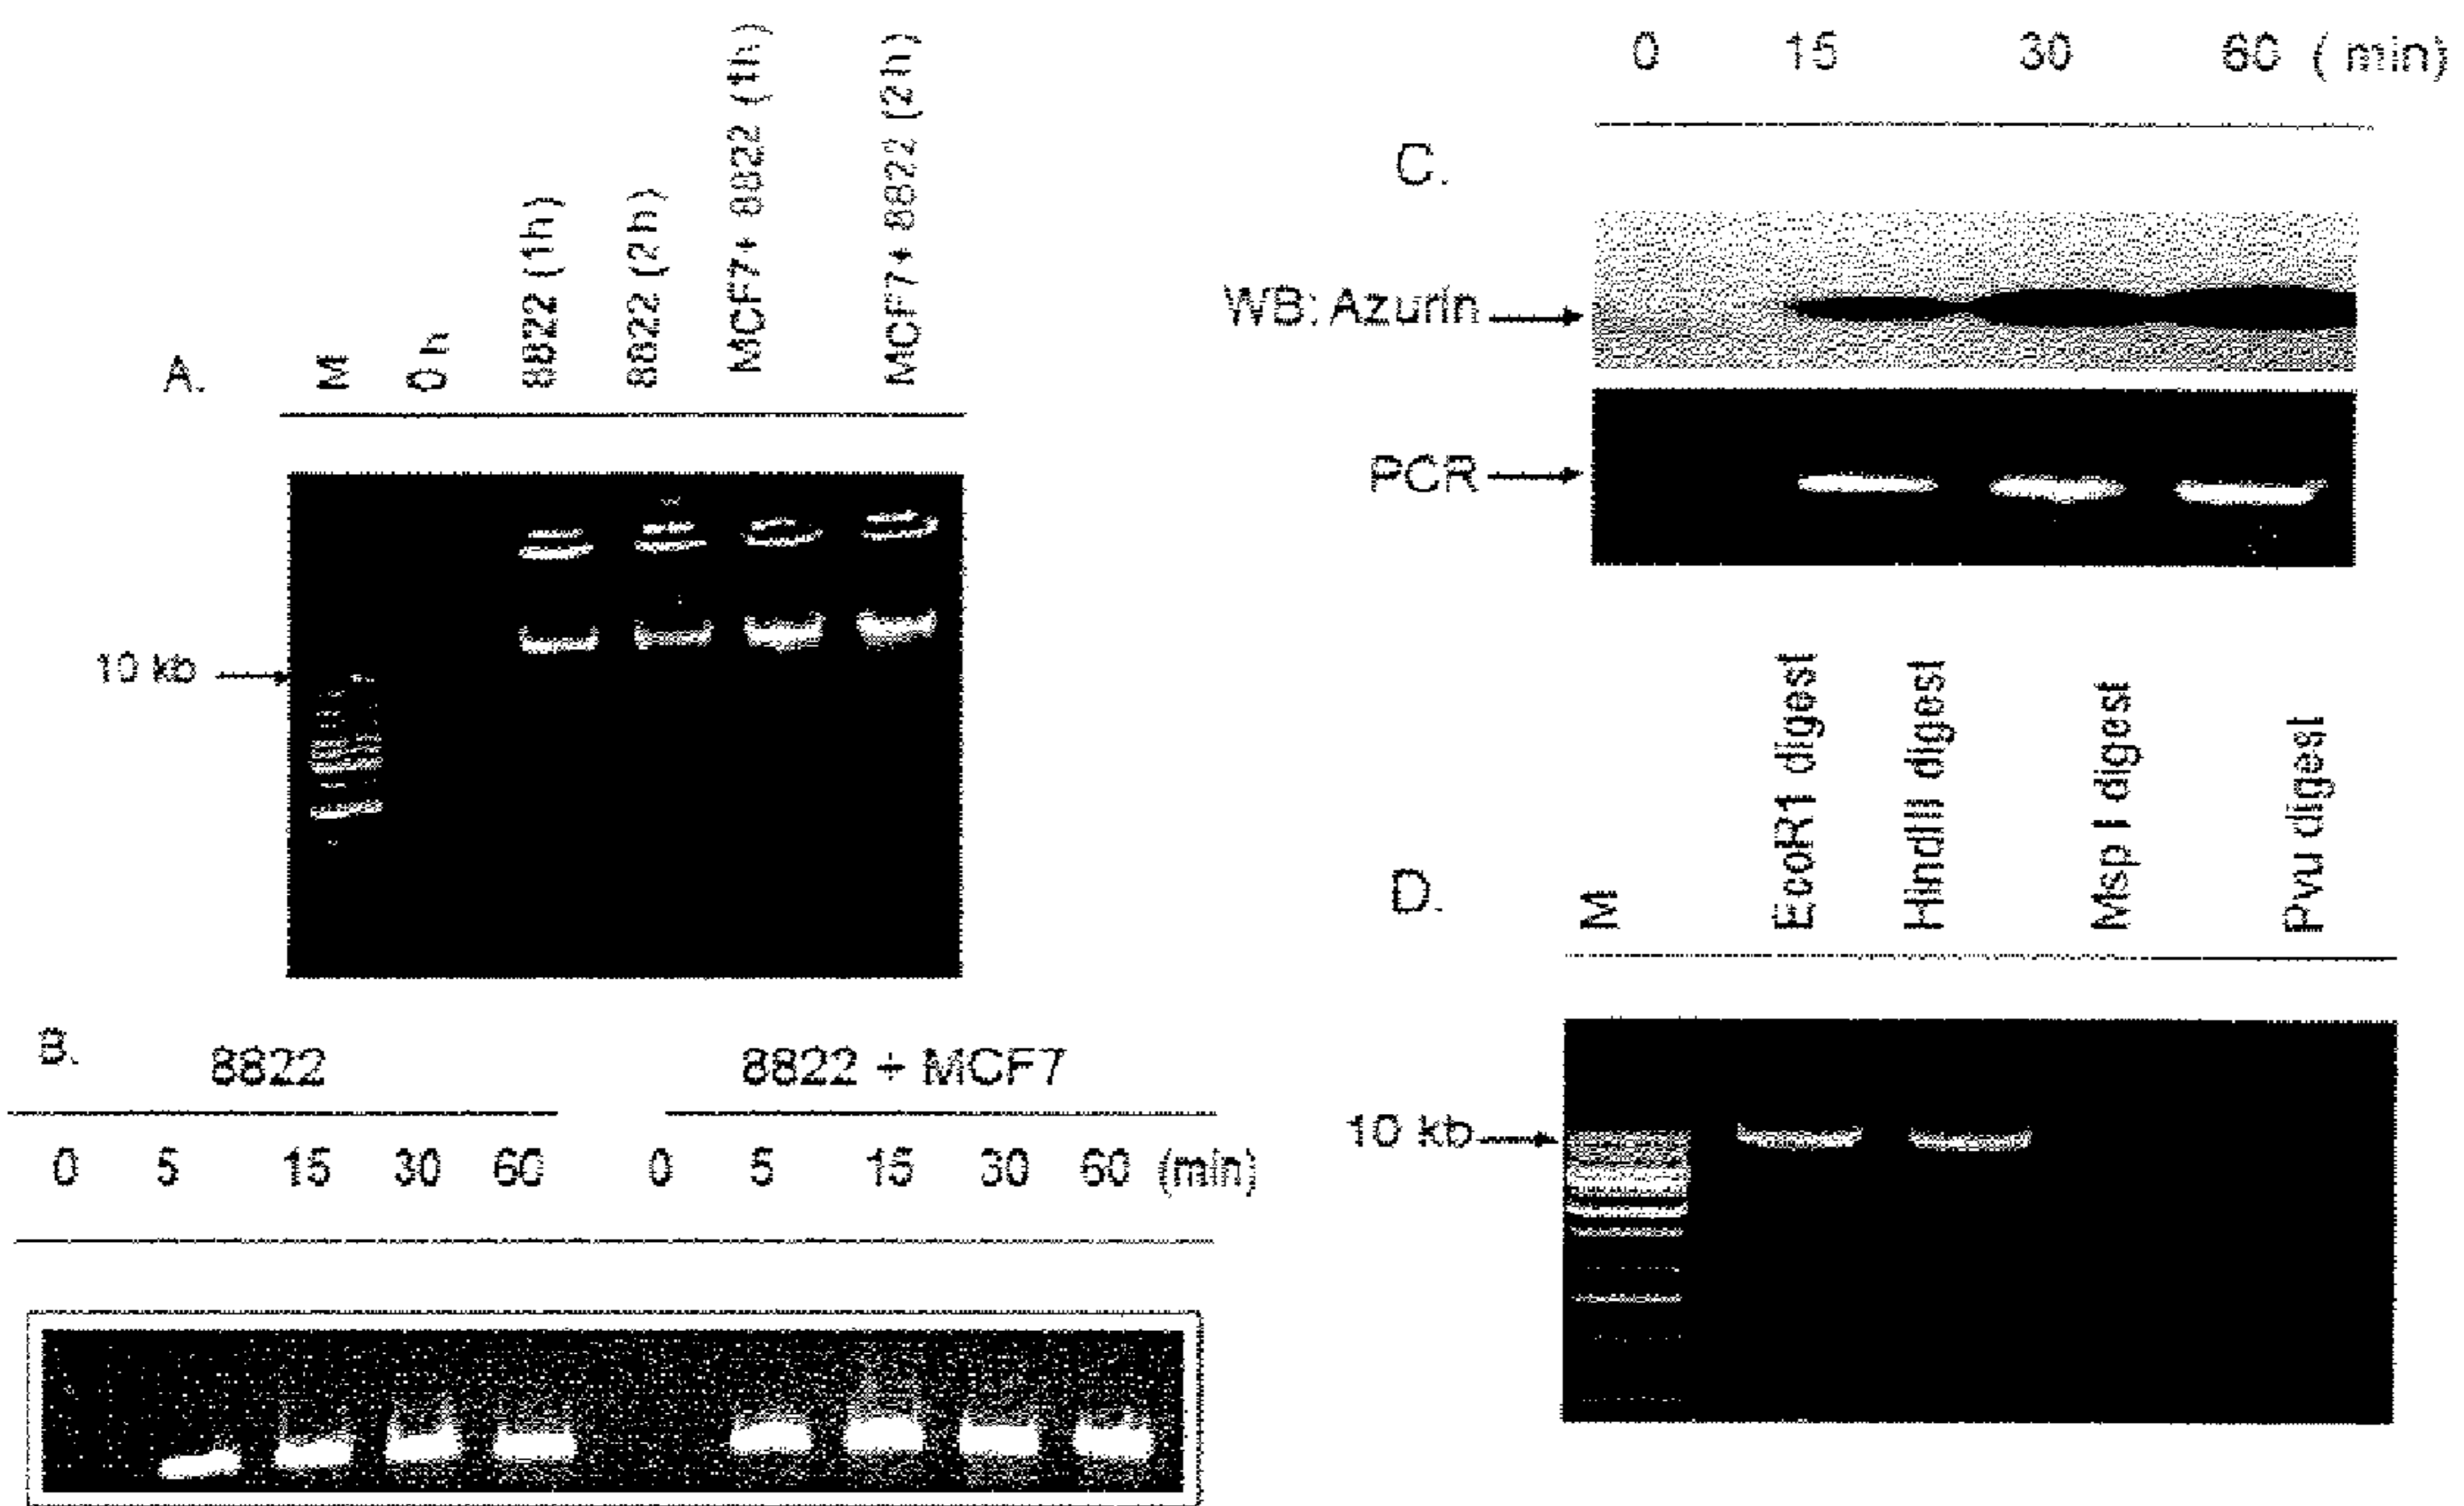 A.
M
0 h
8822 (1h)
8822 (2h)
MCF7+ 8822 (1h)
MCF7+ 8822 (2h)
10 kb
B.
8822
8822 + MCF7
0 5 15 30 60 0 5 15 30 60 (min)
0 15 30 60 ( min)
C.
WB: Azurin
PCR
D.
M
EcoR1 digest
HindIII digest
Msp I digest
Pvu digest
10 kb